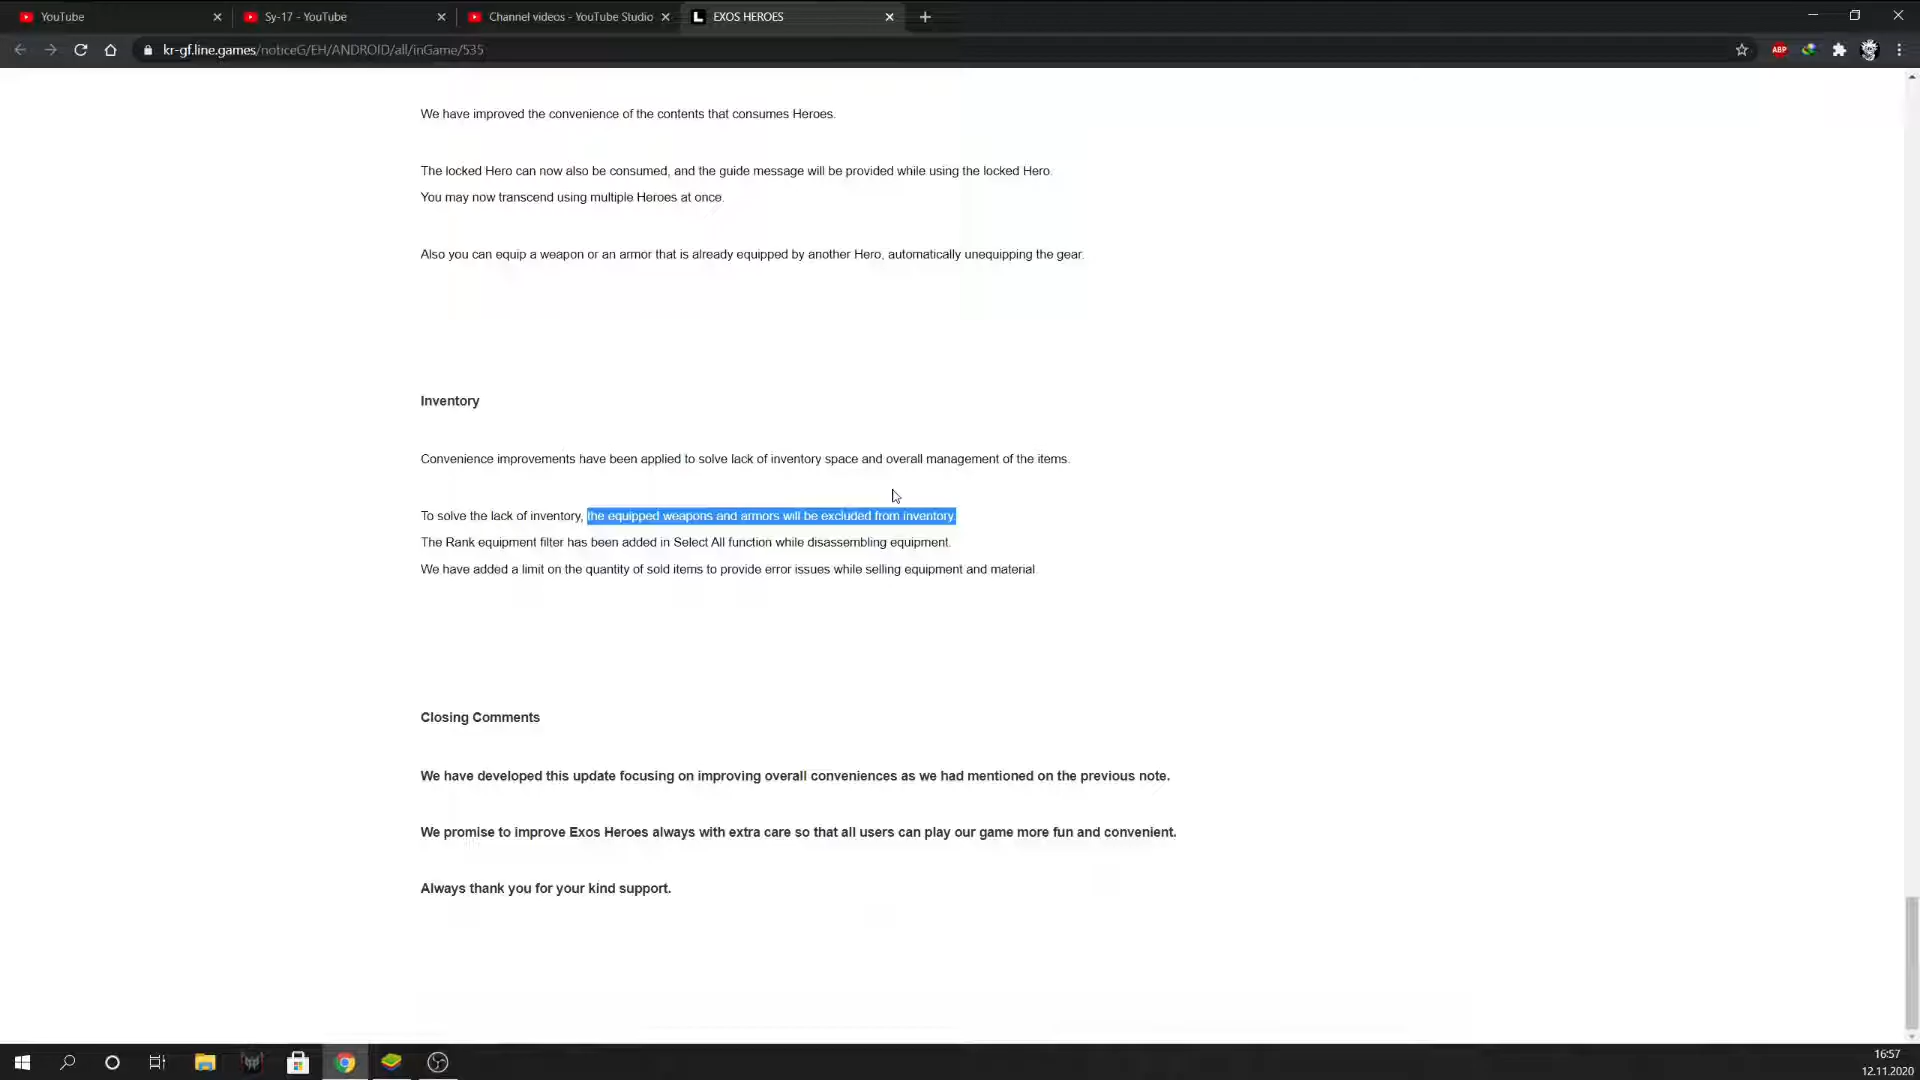 YouTube
Sy-17 - YouTube
Channel videos - YouTube Studio
EXOS HEROES
kr-gf.line.games/noticeG/EH/ANDROID/all/inGame/535
ABP
We have improved the convenience of the contents that consumes Heroes.
The locked Hero can now also be consumed, and the guide message will be provided while using the locked Hero.
You may now transcend using multiple Heroes at once.
Also you can equip a weapon or an armor that is already equipped by another Hero, automatically unequipping the gear.
Inventory
Convenience improvements have been applied to solve lack of inventory space and overall management of the items.
To solve the lack of inventory, the equipped weapons and armors will be excluded from inventory.
The Rank equipment filter has been added in Select All function while disassembling equipment.
We have added a limit on the quantity of sold items to provide error issues while selling equipment and material.
Closing Comments
We have developed this update focusing on improving overall conveniences as we had mentioned on the previous note.
We promise to improve Exos Heroes always with extra care so that all users can play our game more fun and convenient.
Always thank you for your kind support.
16:57
12.11.2020